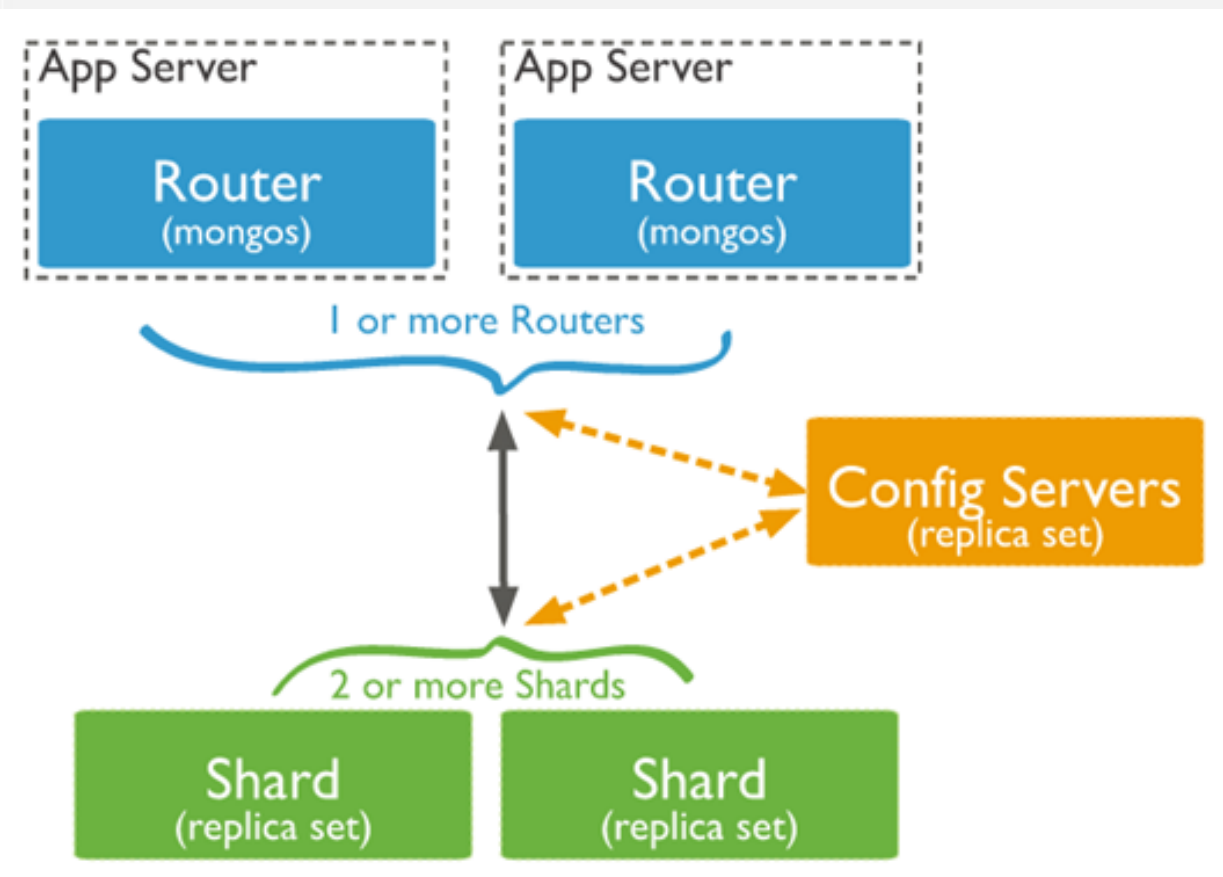 App Server
Router
(mongos)
App Server
Router
(mongos)
1 or more Routers
Config Servers
(replica set)
2 or more Shards
Shard
(replica set)
Shard
(replica set)